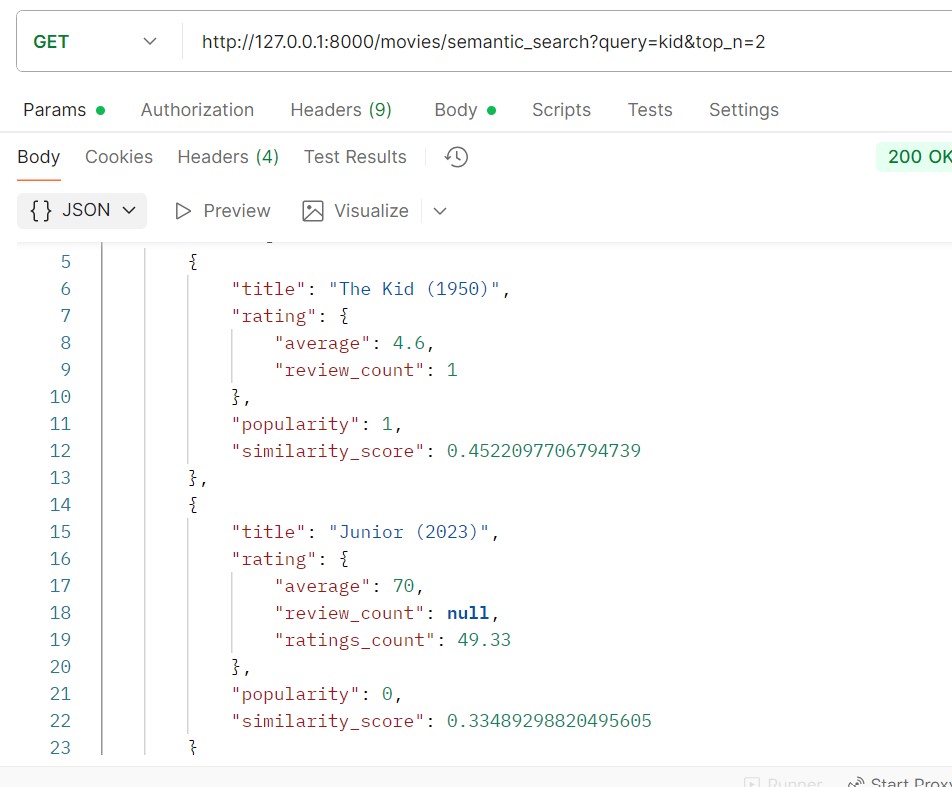 GET http://127.0.0.1:8000/movies/semantic_search?query=kid&top_n=2
Params Authorization Headers (9) Body Scripts Tests Settings
Body Cookies Headers (4) Test Results 200 OK
{} JSON Preview Visualize
5 {
6 "title": "The Kid (1950)",
7 "rating": {
8 "average": 4.6,
9 "review_count": 1
10 },
11 "popularity": 1,
12 "similarity_score": 0.4522097706794739
13 },
14 {
15 "title": "Junior (2023)",
16 "rating": {
17 "average": 70,
18 "review_count": null,
19 "ratings_count": 49.33
20 },
21 "popularity": 0,
22 "similarity_score": 0.33489298820495605
23 }
Runner Start Proxy